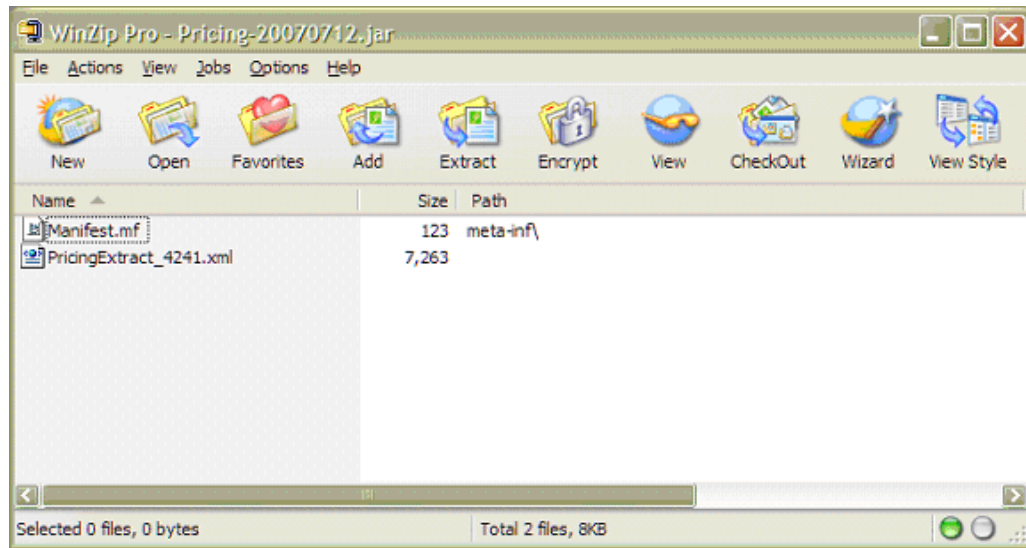 WinZip Pro - Pricing-20070712.jar
File Actions View Jobs Options Help
New Open Favorites Add Extract Encrypt View CheckOut Wizard View Style
Name Size Path
Manifest.mf 123 meta-inf\
PricingExtract_4241.xml 7,263
Selected 0 files, 0 bytes Total 2 files, 8KB